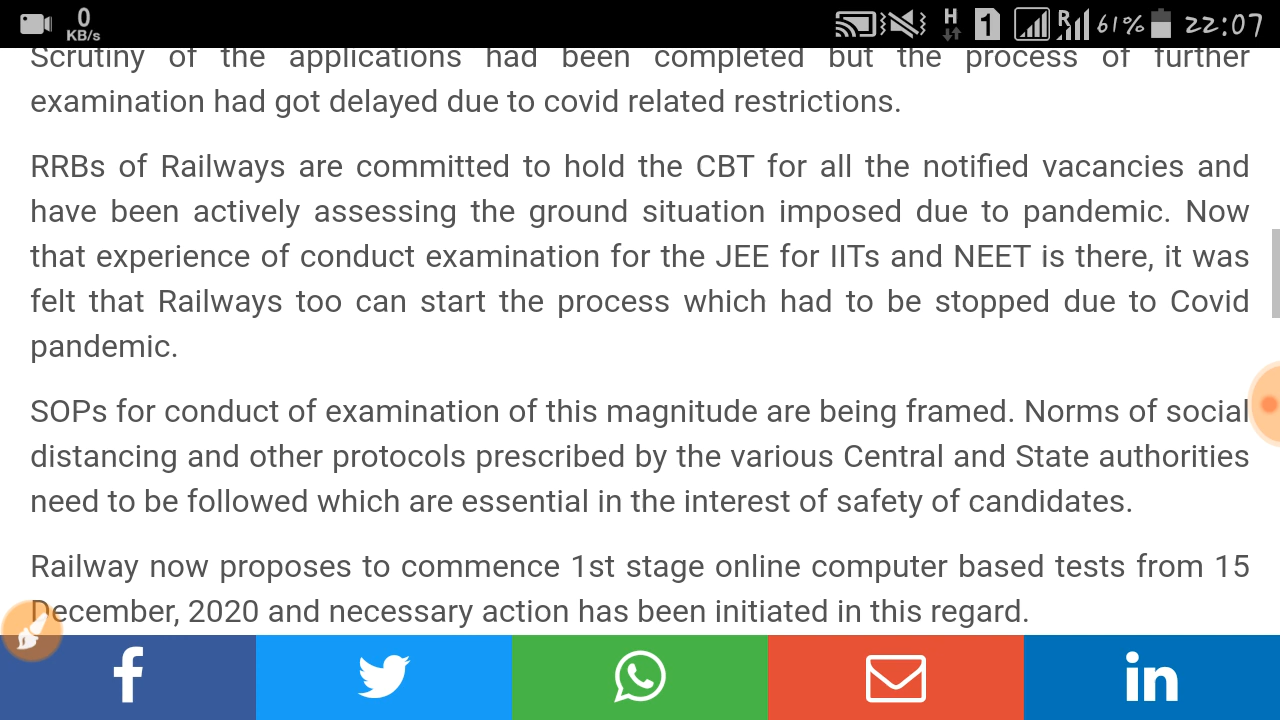 0
KB/s
H
1
R
61%
22:07
Scrutiny of the applications had been completed but the process of further
examination had got delayed due to covid related restrictions.
RRBs of Railways are committed to hold the CBT for all the notified vacancies and
have been actively assessing the ground situation imposed due to pandemic. Now
that experience of conduct examination for the JEE for IITs and NEET is there, it was
felt that Railways too can start the process which had to be stopped due to Covid
pandemic.
SOPs for conduct of examination of this magnitude are being framed. Norms of social
distancing and other protocols prescribed by the various Central and State authorities
need to be followed which are essential in the interest of safety of candidates.
Railway now proposes to commence 1st stage online computer based tests from 15
December, 2020 and necessary action has been initiated in this regard.
f
in